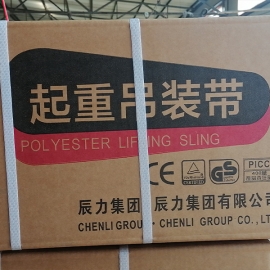 起重吊装带
POLYESTER LIFTING SLING
CE GS PICC
辰力集团 辰力集团有限公司
CHENLI GROUP· CHENLI GROUP CO., LTD